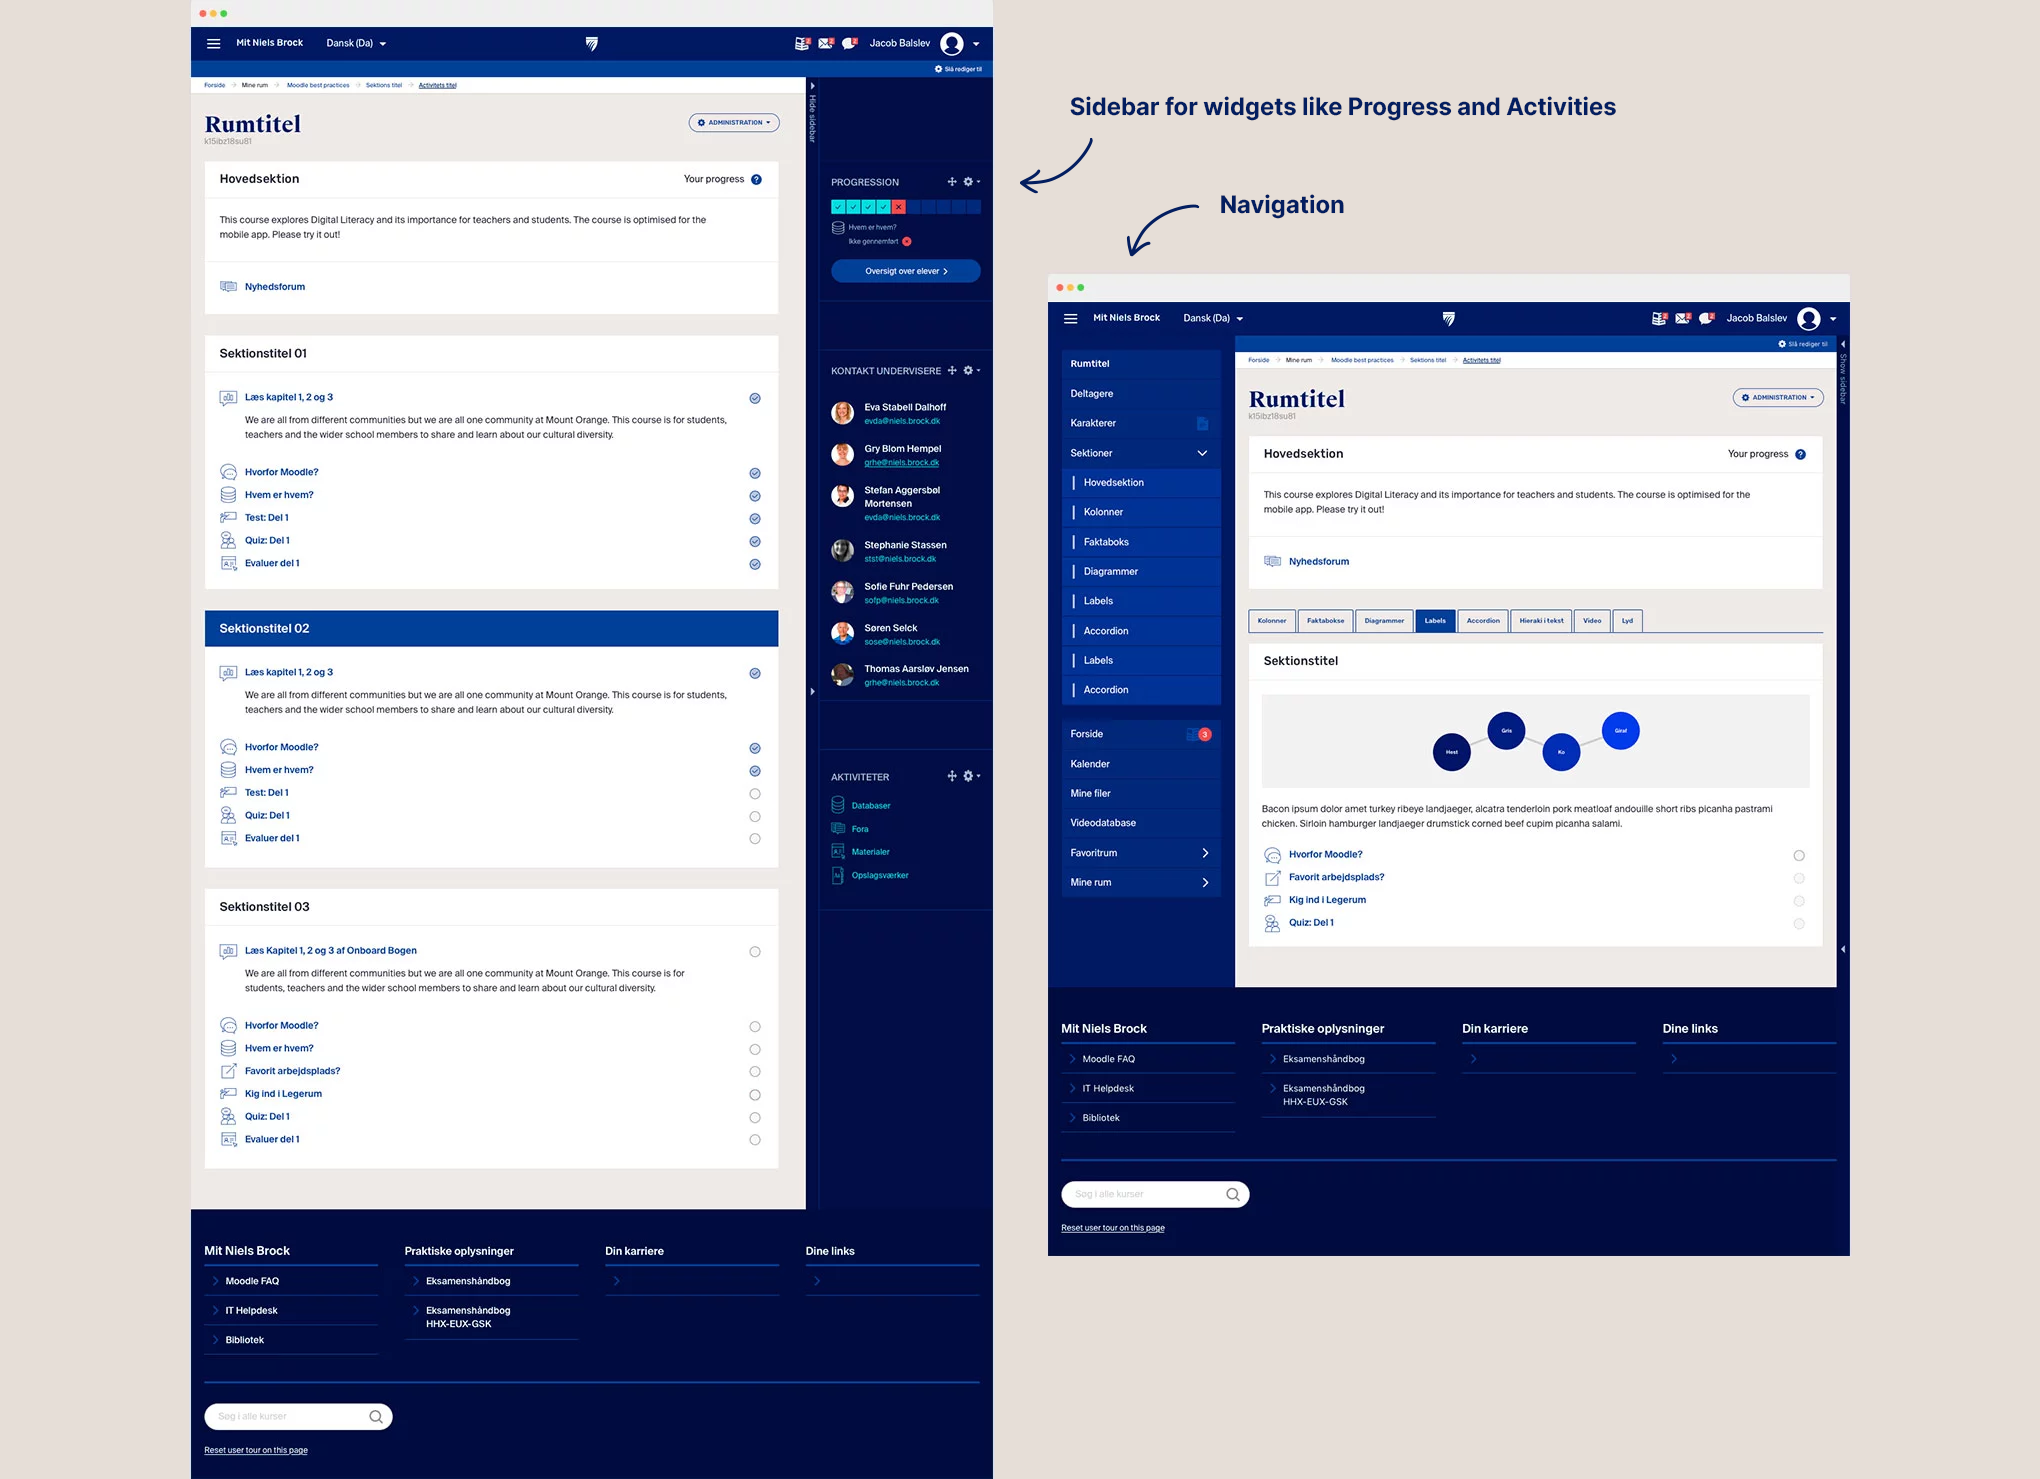 Mit Niels Brock
Dansk (Da)
2
2
2
Jacob Balslev
Slå rediger til
Forside
Mine rum
Moodle best practices
Sektions titel
Activitets titel
Hide sidebar
Rumtitel
k15ibz18su81
ADMINISTRATION
Hovedsektion
Your progress
?
This course explores Digital Literacy and its importance for teachers and students. The course is optimised for the
mobile app. Please try it out!
Nyhedsforum
Sektionstitel 01
Læs kapitel 1, 2 og 3
We are all from different communities but we are all one community at Mount Orange. This course is for students,
teachers and the wider school members to share and learn about our cultural diversity.
Hvorfor Moodle?
Hvem er hvem?
Test: Del 1
Quiz: Del 1
Evaluer del 1
Sektionstitel 02
Læs kapitel 1, 2 og 3
We are all from different communities but we are all one community at Mount Orange. This course is for students,
teachers and the wider school members to share and learn about our cultural diversity.
Hvorfor Moodle?
Hvem er hvem?
Test: Del 1
Quiz: Del 1
Evaluer del 1
Sektionstitel 03
Læs Kapitel 1, 2 og 3 af Onboard Bogen
We are all from different communities but we are all one community at Mount Orange. This course is for
students, teachers and the wider school members to share and learn about our cultural diversity.
Hvorfor Moodle?
Hvem er hvem?
Favorit arbejdsplads?
Kig ind i Legerum
Quiz: Del 1
Evaluer del 1
PROGRESSION
Hvem er hvem?
Ikke gennemført
Oversigt over elever
KONTAKT UNDERVISERE
Eva Stabell Dalhoff
evda@niels.brock.dk
Gry Blom Hempel
grhe@niels.brock.dk
Stefan Aggersbøl
Mortensen
evda@niels.brock.dk
Stephanie Stassen
stst@niels.brock.dk
Sofie Fuhr Pedersen
sofp@niels.brock.dk
Søren Selck
sose@niels.brock.dk
Thomas Aarsløv Jensen
grhe@niels.brock.dk
AKTIVITETER
Databaser
Fora
Materialer
Opslagsværker
Mit Niels Brock
Moodle FAQ
IT Helpdesk
Bibliotek
Praktiske oplysninger
Eksamenshåndbog
Eksamenshåndbog
HHX-EUX-GSK
Din karriere
Dine links
Søg i alle kurser
Reset user tour on this page
Sidebar for widgets like Progress and Activities
Navigation
Mit Niels Brock
Dansk (Da)
2
2
2
Jacob Balslev
Slå rediger til
Show sidebar
Rumtitel
Deltagere
Karakterer
Sektioner
Hovedsektion
Kolonner
Faktaboks
Diagrammer
Labels
Accordion
Labels
Accordion
Forside
3
Kalender
Mine filer
Videodatabase
Favoritrum
Mine rum
Forside
Mine rum
Moodle best practices
Sektions titel
Activitets titel
Rumtitel
k15ibz18su81
ADMINISTRATION
Hovedsektion
Your progress
?
This course explores Digital Literacy and its importance for teachers and students. The course is optimised for the
mobile app. Please try it out!
Nyhedsforum
Kolonner
Faktabokse
Diagrammer
Labels
Accordion
Hieraki i tekst
Video
Lyd
Sektionstitel
Hest
Gris
Ko
Giraf
Bacon ipsum dolor amet turkey ribeye landjaeger, alcatra tenderloin pork meatloaf andouille short ribs picanha pastrami
chicken. Sirloin hamburger landjaeger drumstick corned beef cupim picanha salami.
Hvorfor Moodle?
Favorit arbejdsplads?
Kig ind i Legerum
Quiz: Del 1
Mit Niels Brock
Moodle FAQ
IT Helpdesk
Bibliotek
Praktiske oplysninger
Eksamenshåndbog
Eksamenshåndbog
HHX-EUX-GSK
Din karriere
Dine links
Søg i alle kurser
Reset user tour on this page